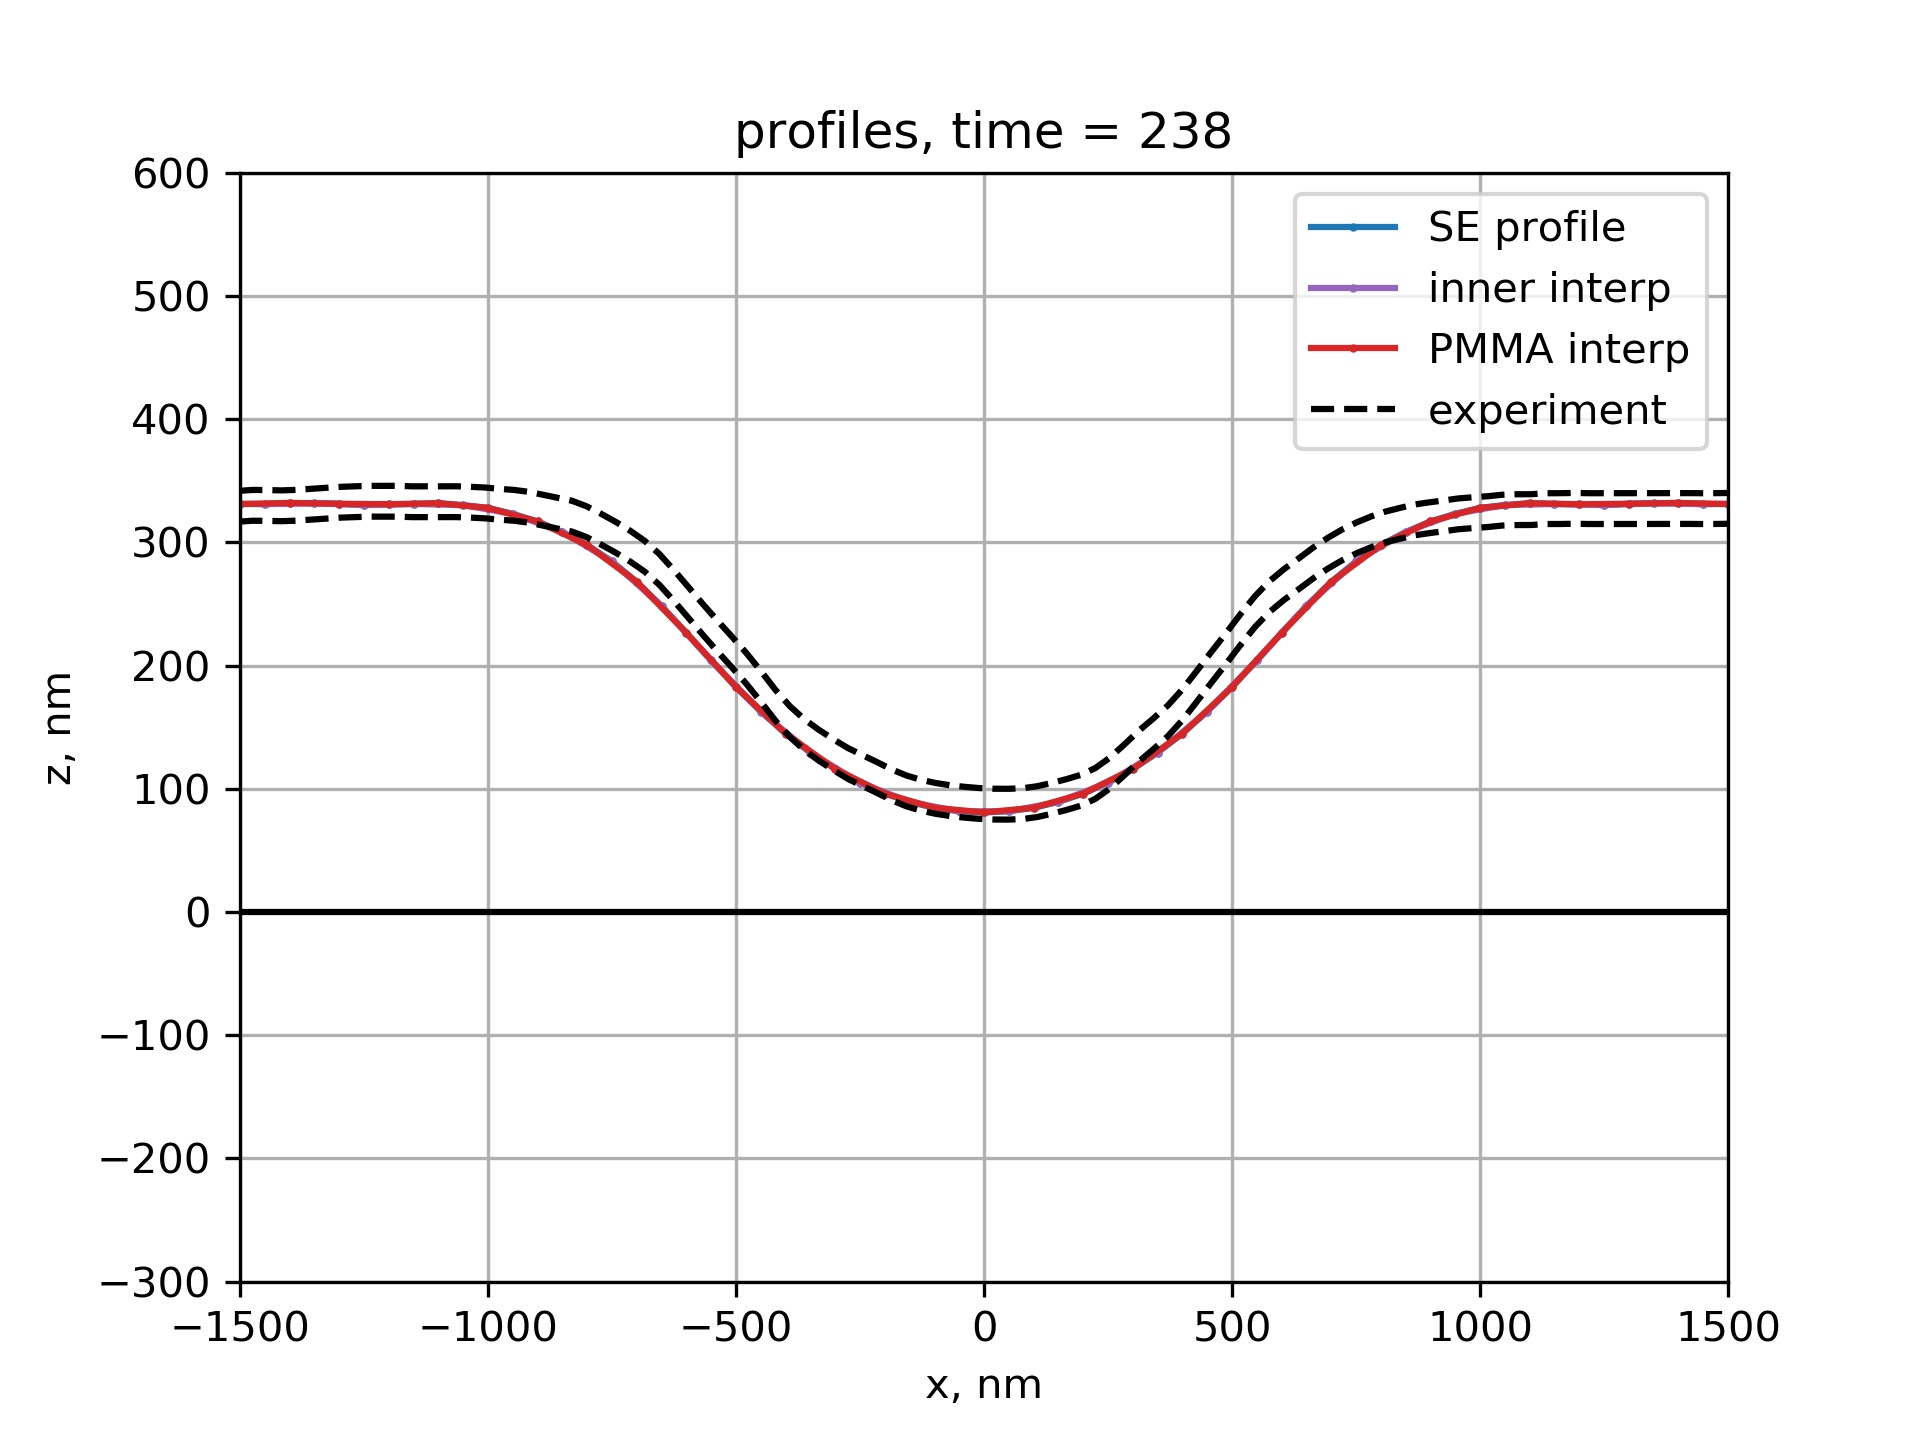 profiles, time = 238
600
500
400
300
200
100
0
−100
−200
−300
z, nm
SE profile
inner interp
PMMA interp
experiment
−1500 −1000 −500 0 500 1000 1500
x, nm